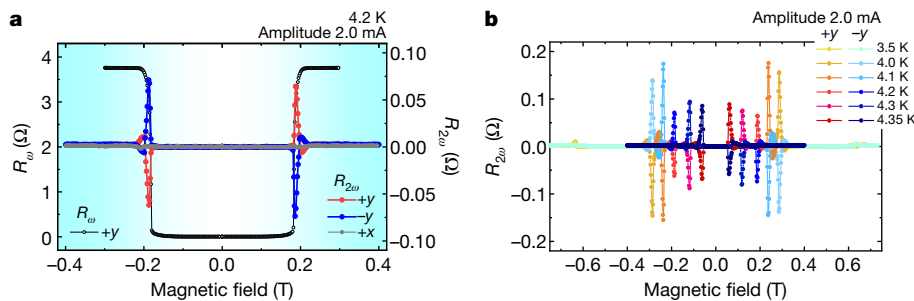 a
4.2 K
Amplitude 2.0 mA
4
3
2
1
0
Rω (Ω)
0.10
0.05
0.00
−0.05
−0.10
R2ω (Ω)
Rω
+y
R2ω
+y
−y
+x
−0.4 −0.2 0.0 0.2 0.4
Magnetic field (T)
b
Amplitude 2.0 mA
+y −y
3.5 K
4.0 K
4.1 K
4.2 K
4.3 K
4.35 K
0.2
0.1
0.0
−0.1
−0.2
R2ω (Ω)
−0.6 −0.4 −0.2 0.0 0.2 0.4 0.6
Magnetic field (T)